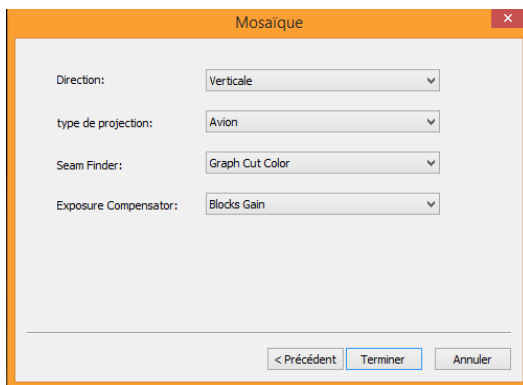 Mosaïque
Direction: Verticale
type de projection: Avion
Seam Finder: Graph Cut Color
Exposure Compensator: Blocks Gain
< Précédent Terminer Annuler